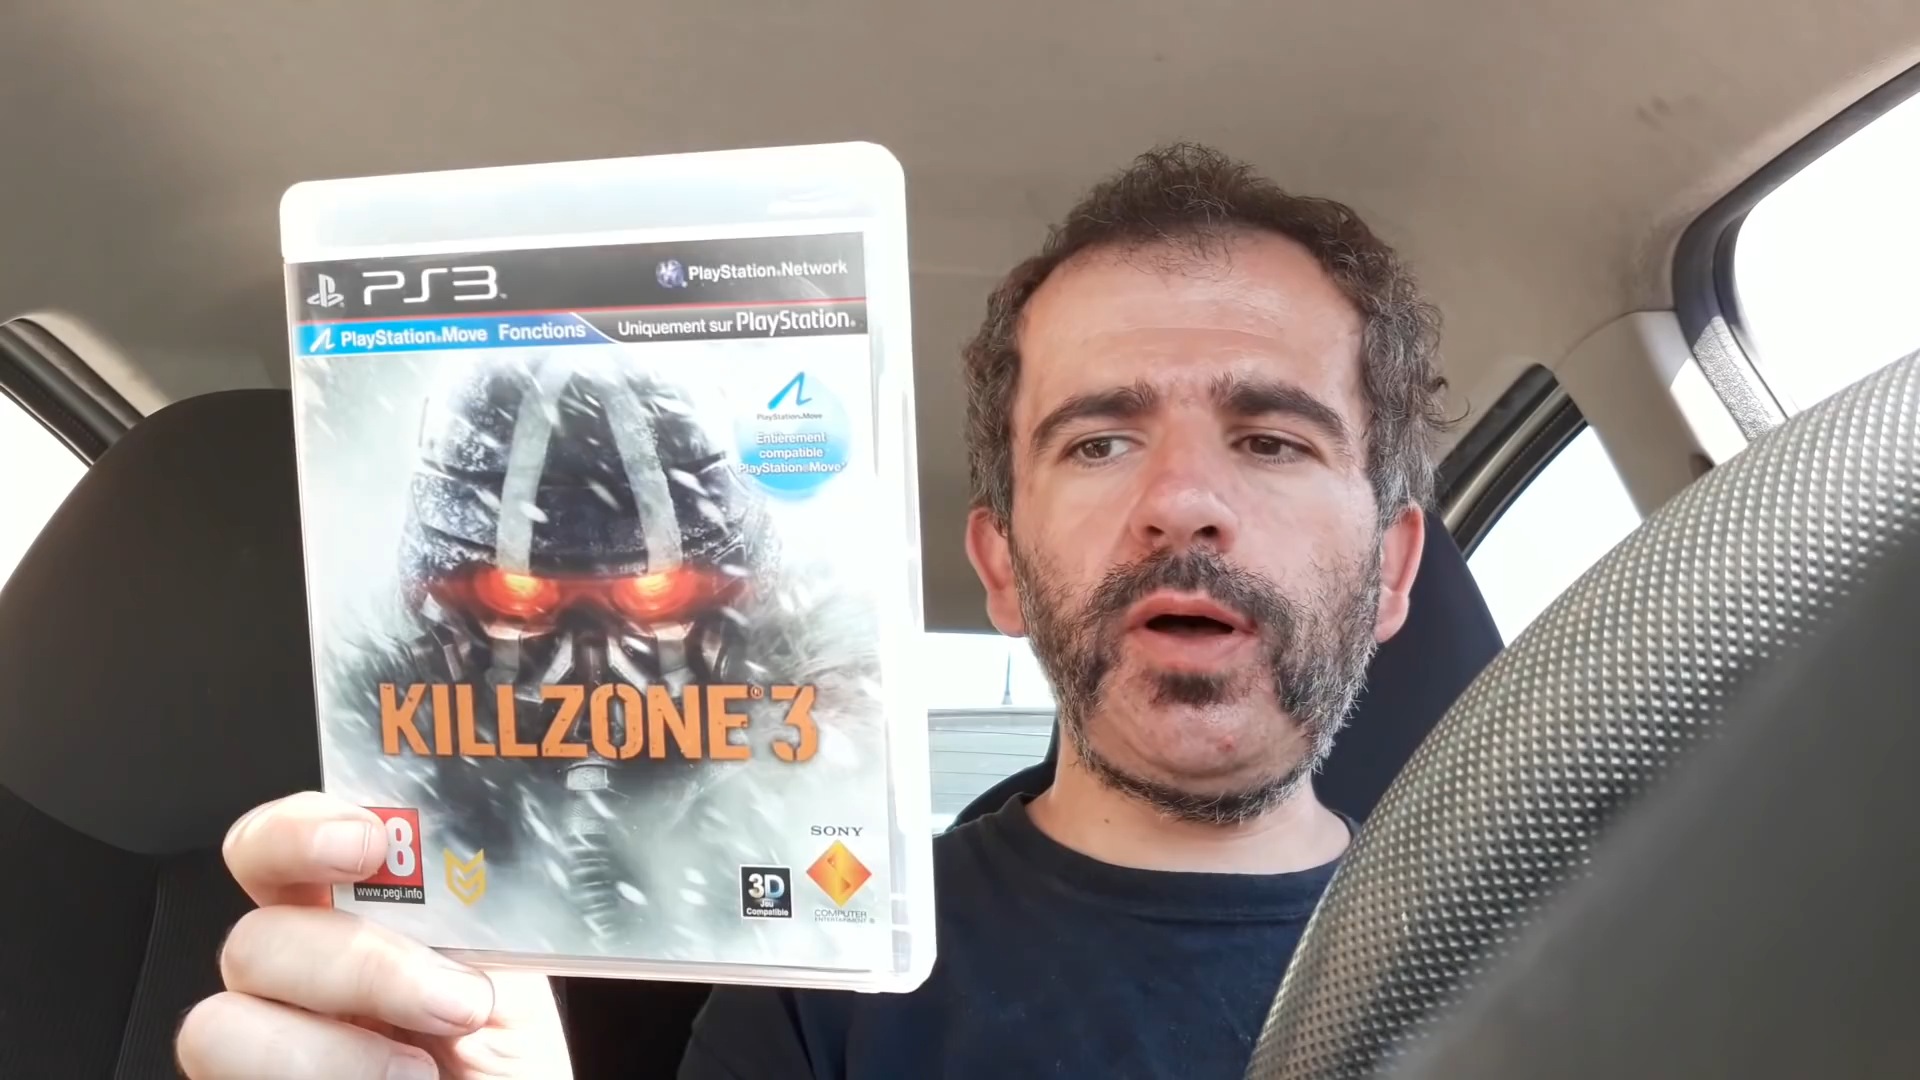 PS3
PlayStation®Network
PlayStation®Move Fonctions
Uniquement sur PlayStation®
PlayStation®Move
Entièrement
compatible
PlayStation®Move*
KILLZONE® 3
8
www.pegi.info
3D
Jeu
Compatible
SONY
COMPUTER
ENTERTAINMENT®